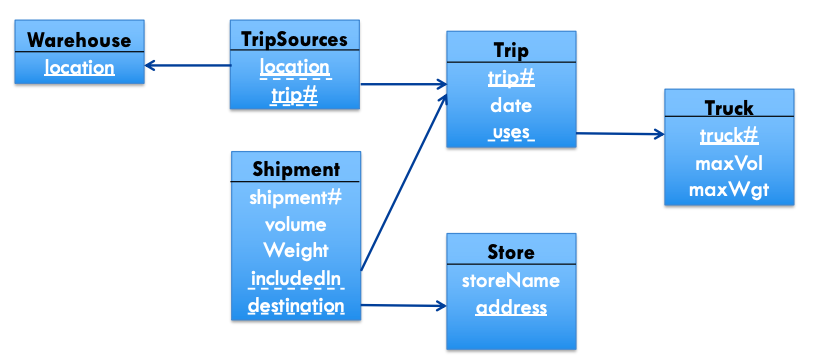 Warehouse
location
TripSources
location
trip#
Trip
trip#
date
uses
Truck
truck#
maxVol
maxWgt
Shipment
shipment#
volume
Weight
includedIn
destination
Store
storeName
address